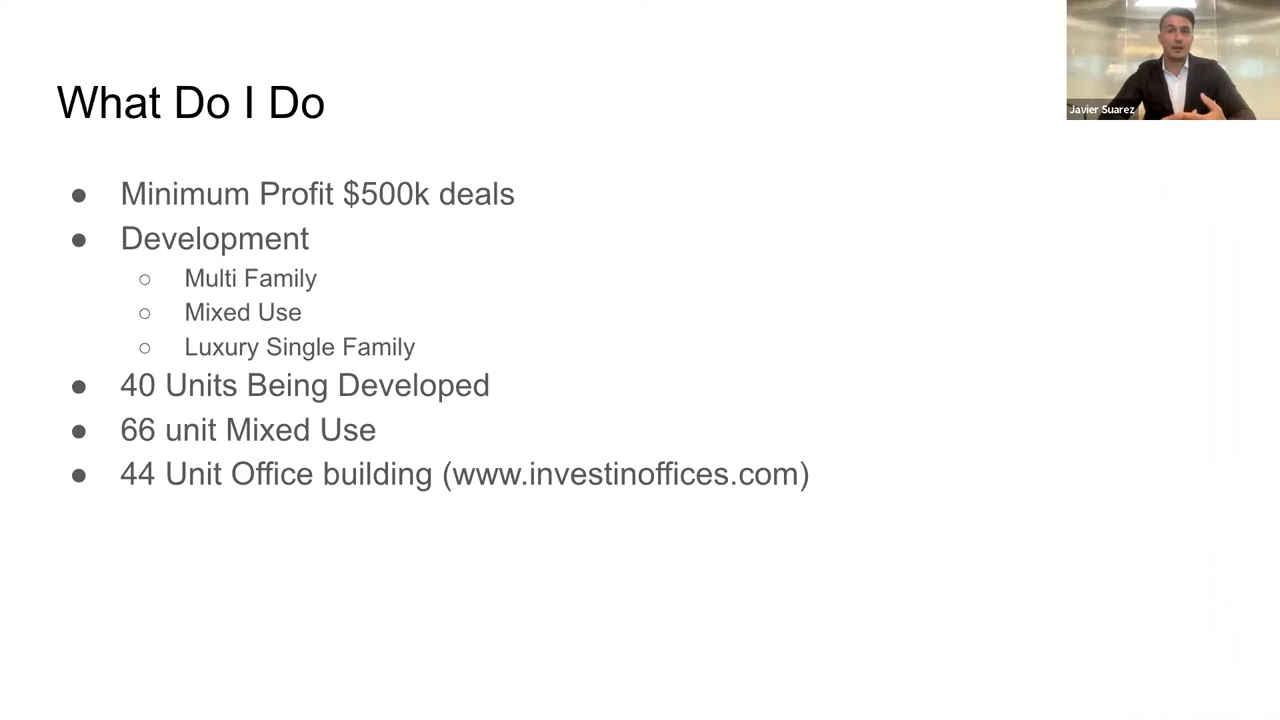 What Do I Do
Javier Suarez
● Minimum Profit $500k deals
● Development
○ Multi Family
○ Mixed Use
○ Luxury Single Family
● 40 Units Being Developed
● 66 unit Mixed Use
● 44 Unit Office building (www.investinoffices.com)